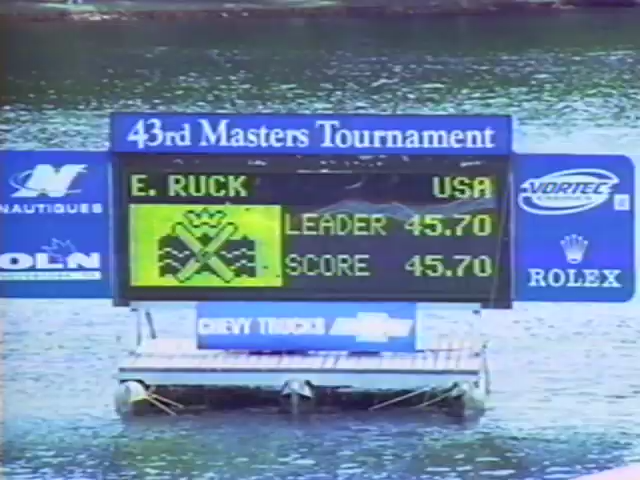 43rd Masters Tournament
E. RUCK USA
LEADER 45.70
SCORE 45.70
NAUTIQUES
OLN
VORTEC
ROLEX
CHEVY TRUCKS